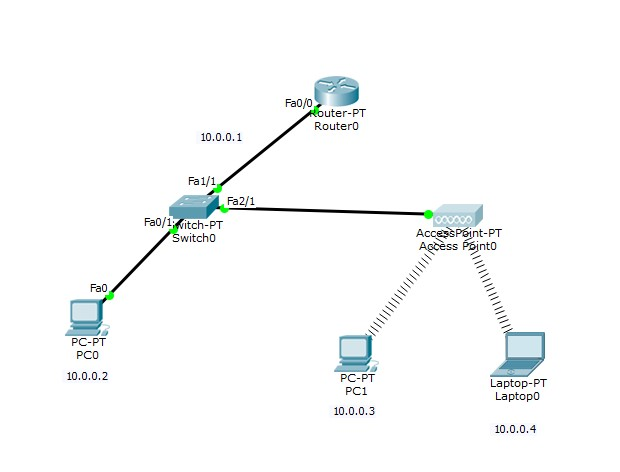 Fa0/0
Router-PT
Router0
10.0.0.1
Fa1/1
Fa2/1
Fa0/1
Switch-PT
Switch0
AccessPoint-PT
Access Point0
Fa0
PC-PT
PC0
10.0.0.2
PC-PT
PC1
10.0.0.3
Laptop-PT
Laptop0
10.0.0.4